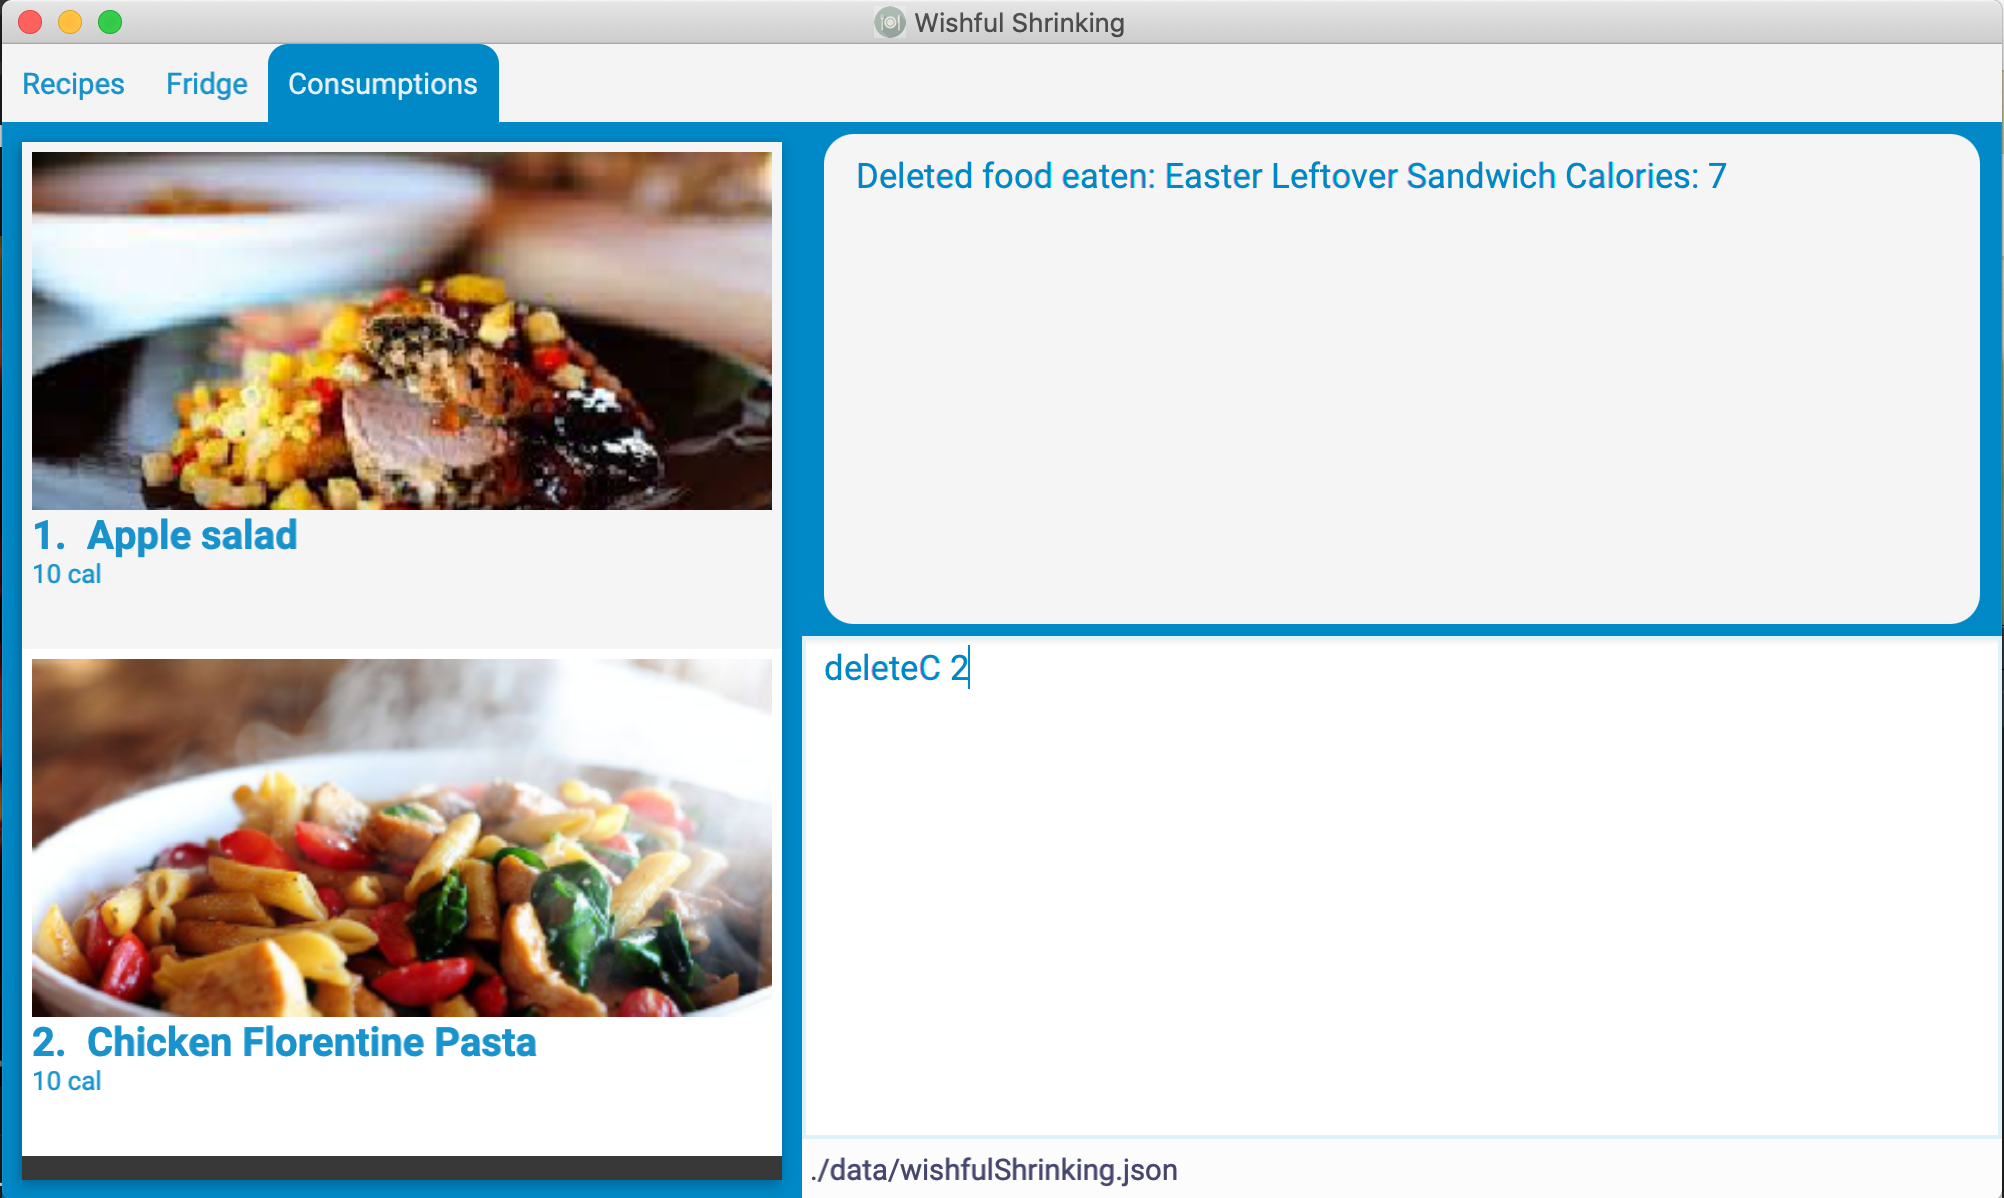 Wishful Shrinking
Recipes Fridge Consumptions
1. Apple salad
10 cal
2. Chicken Florentine Pasta
10 cal
Deleted food eaten: Easter Leftover Sandwich Calories: 7
deleteC 2
./data/wishfulShrinking.json